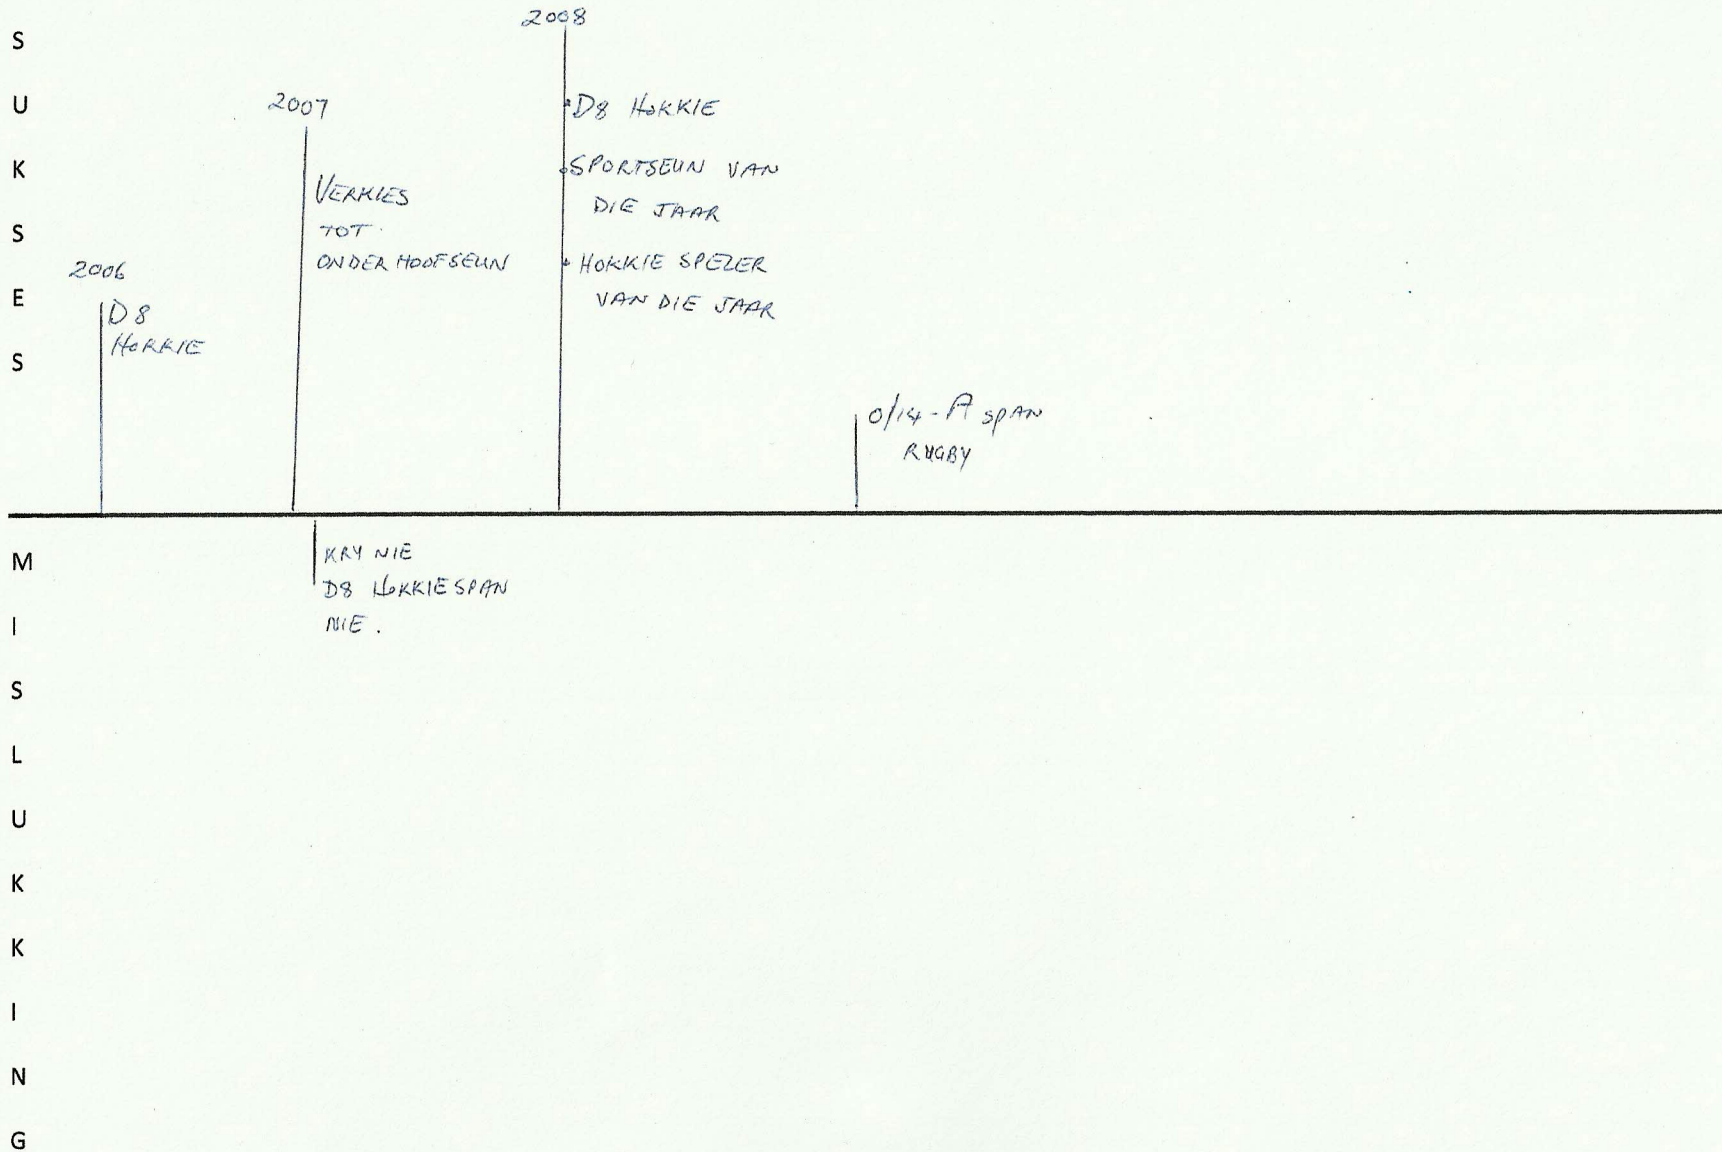 S
U
K
S
E
S
2006
D8
HOKKIE
2007
VERKIES
TOT
ONDER HOOFSEUN
2008
D8 HOKKIE
SPORTSEUN VAN
DIE JAAR
HOKKIE SPELER
VAN DIE JAAR
O/14 - A SPAN
RUGBY
KRY NIE
D8 HOKKIESPAN
NIE.
M
I
S
L
U
K
K
I
N
G